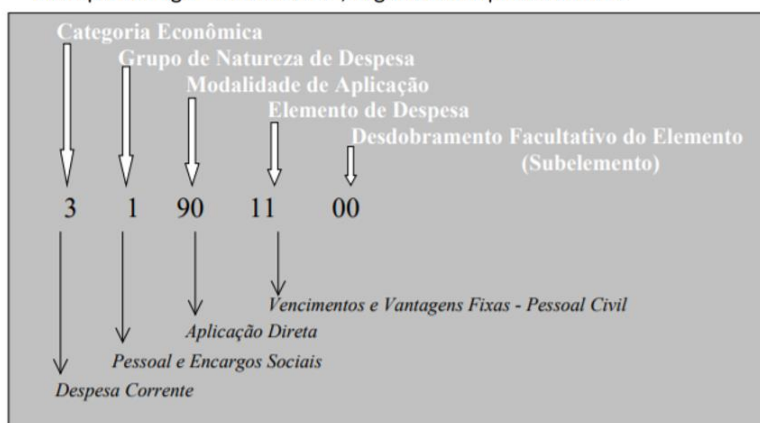 Categoria Econômica
Grupo de Natureza de Despesa
Modalidade de Aplicação
Elemento de Despesa
Desdobramento Facultativo do Elemento
(Subelemento)
3 1 90 11 00
Vencimentos e Vantagens Fixas - Pessoal Civil
Aplicação Direta
Pessoal e Encargos Sociais
Despesa Corrente